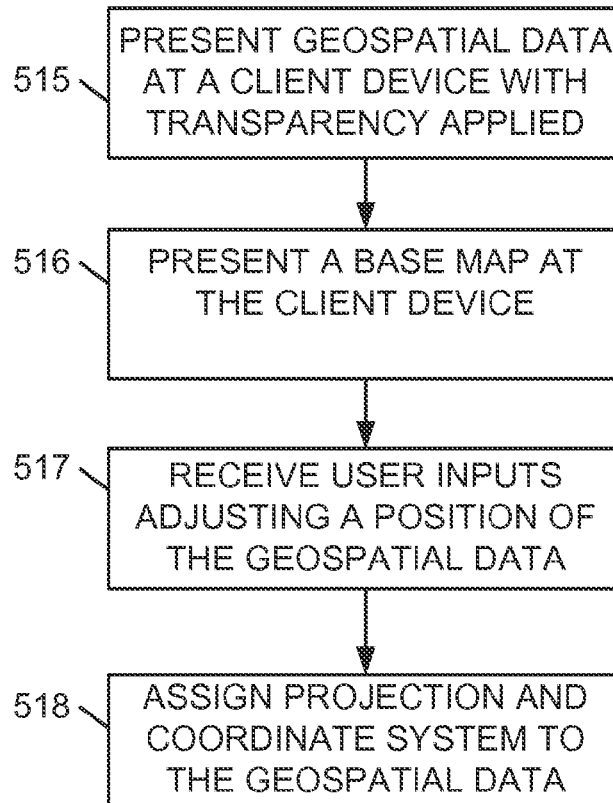 515
PRESENT GEOSPATIAL DATA
AT A CLIENT DEVICE WITH
TRANSPARENCY APPLIED
516
PRESENT A BASE MAP AT
THE CLIENT DEVICE
517
RECEIVE USER INPUTS
ADJUSTING A POSITION OF
THE GEOSPATIAL DATA
518
ASSIGN PROJECTION AND
COORDINATE SYSTEM TO
THE GEOSPATIAL DATA